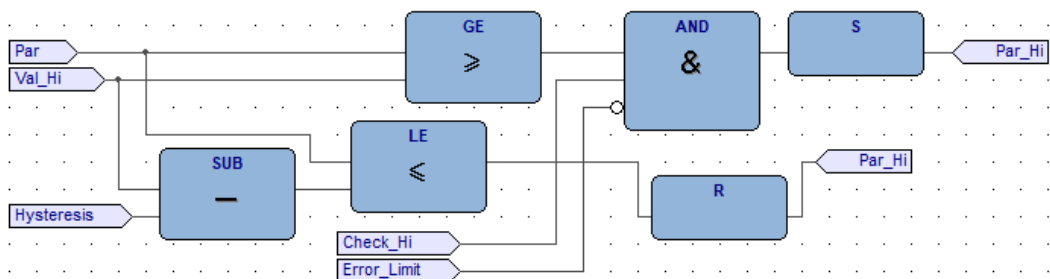 GE
AND
S
Par
≥
&
Par_Hi
Val_Hi
LE
SUB
≤
Par_Hi
−
R
Hysteresis
Check_Hi
Error_Limit